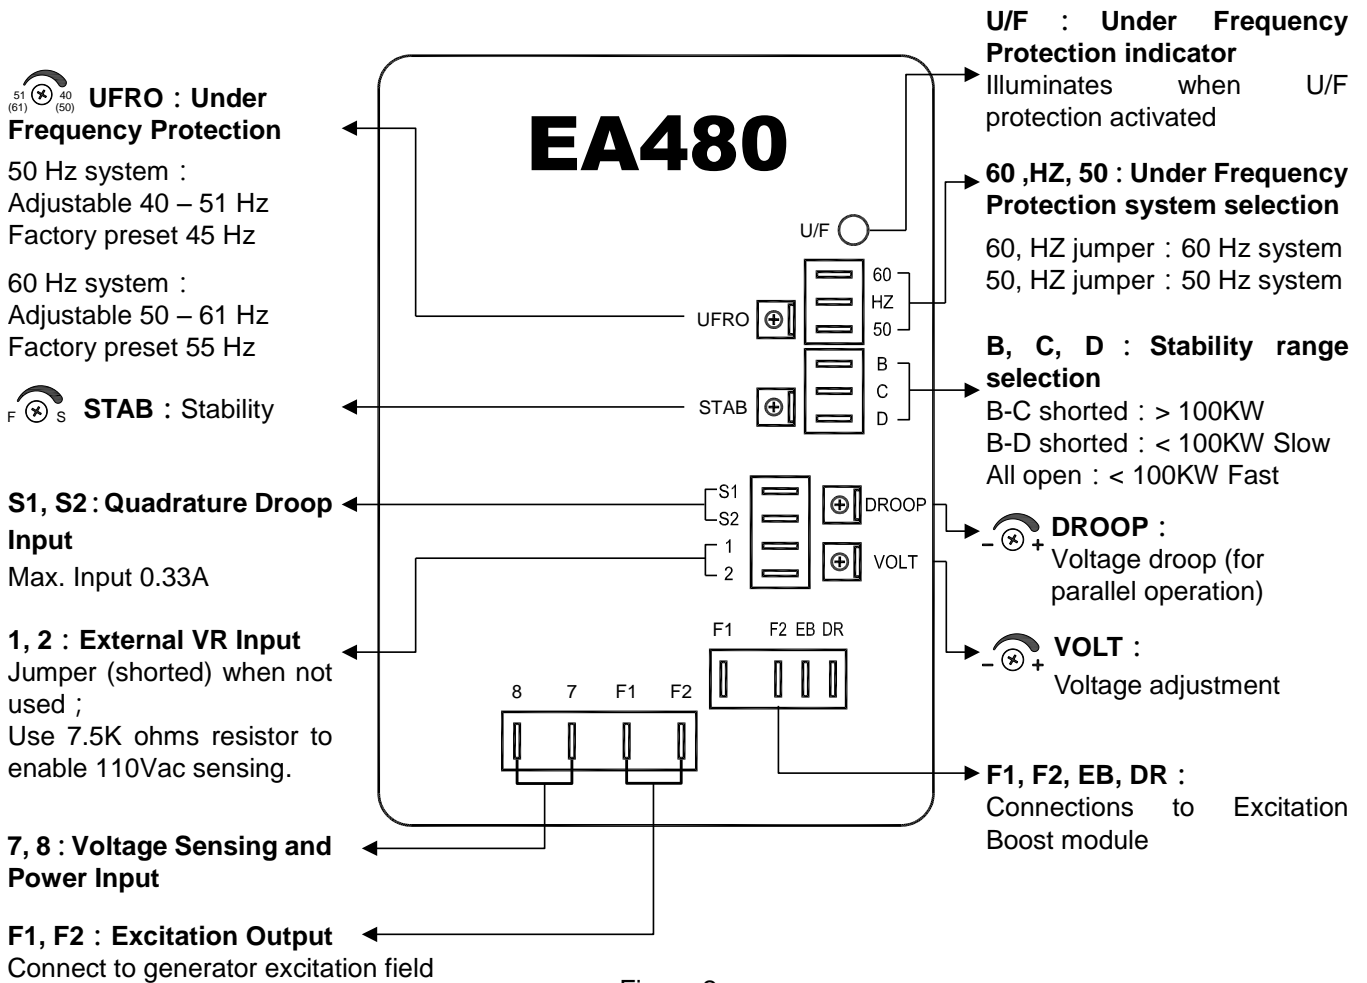 51 40
(61) (50)
UFRO : Under
Frequency Protection
50 Hz system :
Adjustable 40 – 51 Hz
Factory preset 45 Hz
60 Hz system :
Adjustable 50 – 61 Hz
Factory preset 55 Hz
F S STAB : Stability
S1, S2 : Quadrature Droop
Input
Max. Input 0.33A
1, 2 : External VR Input
Jumper (shorted) when not
used ;
Use 7.5K ohms resistor to
enable 110Vac sensing.
7, 8 : Voltage Sensing and
Power Input
F1, F2 : Excitation Output
Connect to generator excitation field
EA480
U/F
60
HZ
50
UFRO
B
C
D
STAB
S1
S2
1
2
DROOP
VOLT
F1 F2 EB DR
8 7 F1 F2
U/F : Under Frequency
Protection indicator
Illuminates when U/F
protection activated
60 ,HZ, 50 : Under Frequency
Protection system selection
60, HZ jumper : 60 Hz system
50, HZ jumper : 50 Hz system
B, C, D : Stability range
selection
B-C shorted : > 100KW
B-D shorted : < 100KW Slow
All open : < 100KW Fast
– + DROOP :
Voltage droop (for
parallel operation)
– + VOLT :
Voltage adjustment
F1, F2, EB, DR :
Connections to Excitation
Boost module